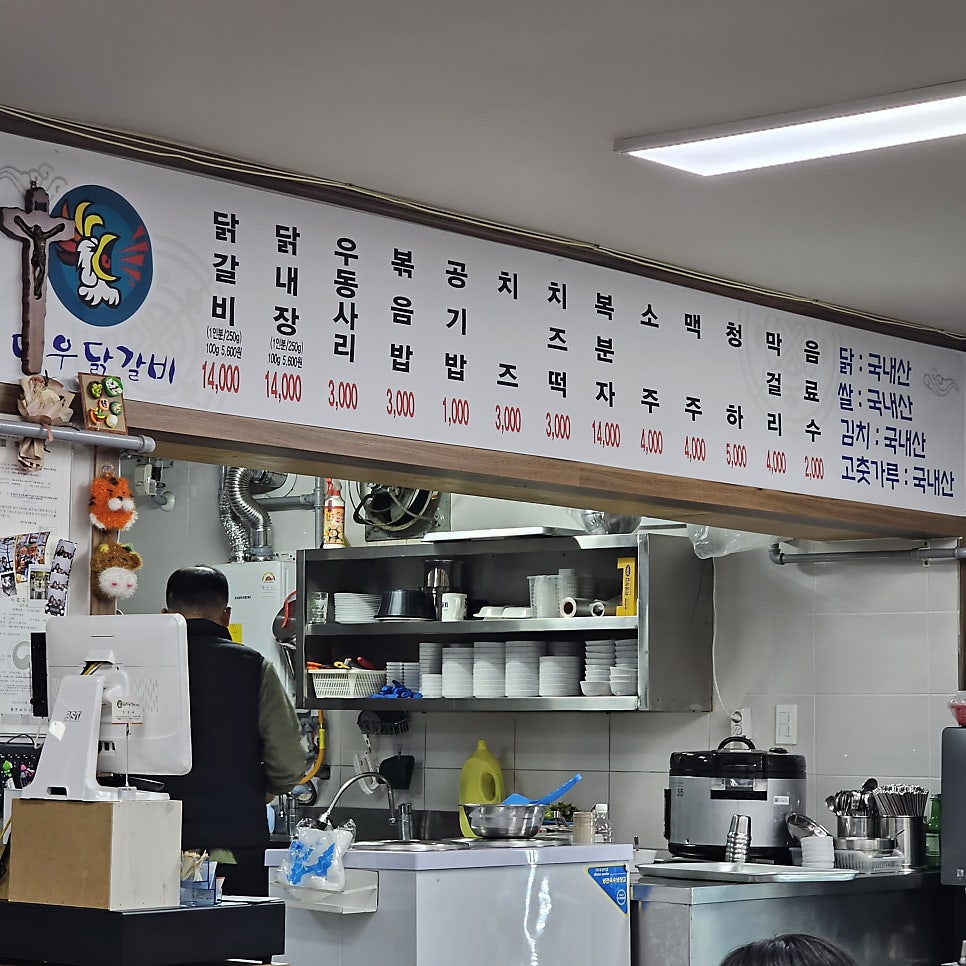 우닭갈비
닭갈비
(1인분/250g)
100g 5,600원
14,000
닭내장
(1인분/250g)
100g 5,600원
14,000
우동사리
3,000
볶음밥
3,000
공기밥
1,000
치즈
3,000
치즈떡
3,000
복분자
14,000
소주
4,000
맥주
4,000
청하
5,000
막걸리
4,000
음료수
2,000
닭 : 국내산
쌀 : 국내산
김치 : 국내산
고춧가루 : 국내산
BST